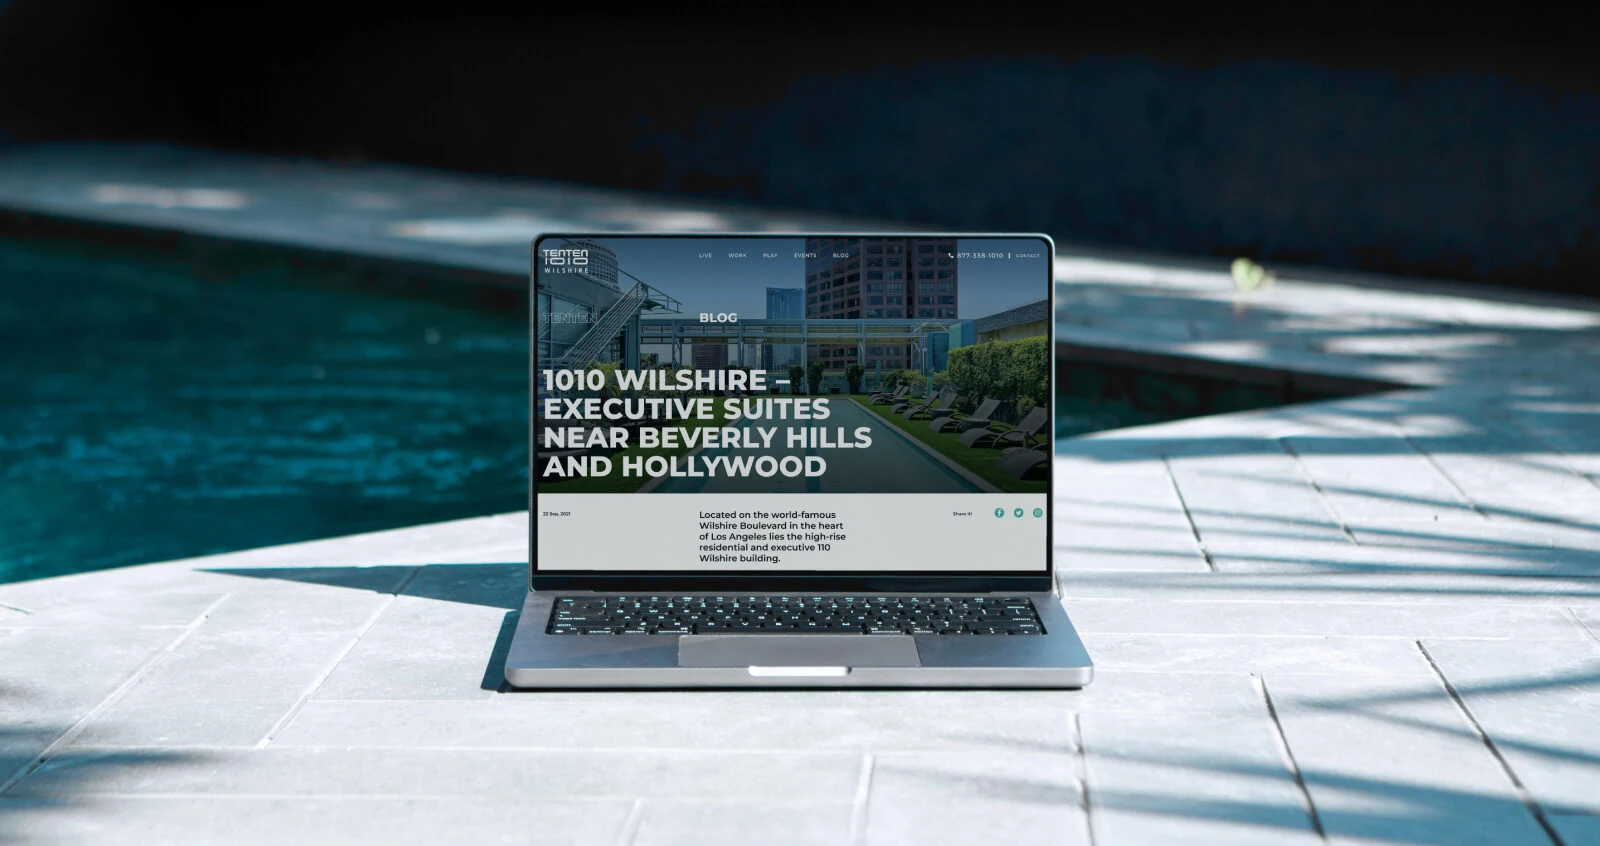 TENTEN
1010
WILSHIRE
LIVE WORK PLAY EVENTS BLOG
877-338-1010 | CONTACT
TENTEN
BLOG
1010 WILSHIRE –
EXECUTIVE SUITES
NEAR BEVERLY HILLS
AND HOLLYWOOD
22 Sep, 2021
Located on the world-famous
Wilshire Boulevard in the heart
of Los Angeles lies the high-rise
residential and executive 110
Wilshire building.
Share it!